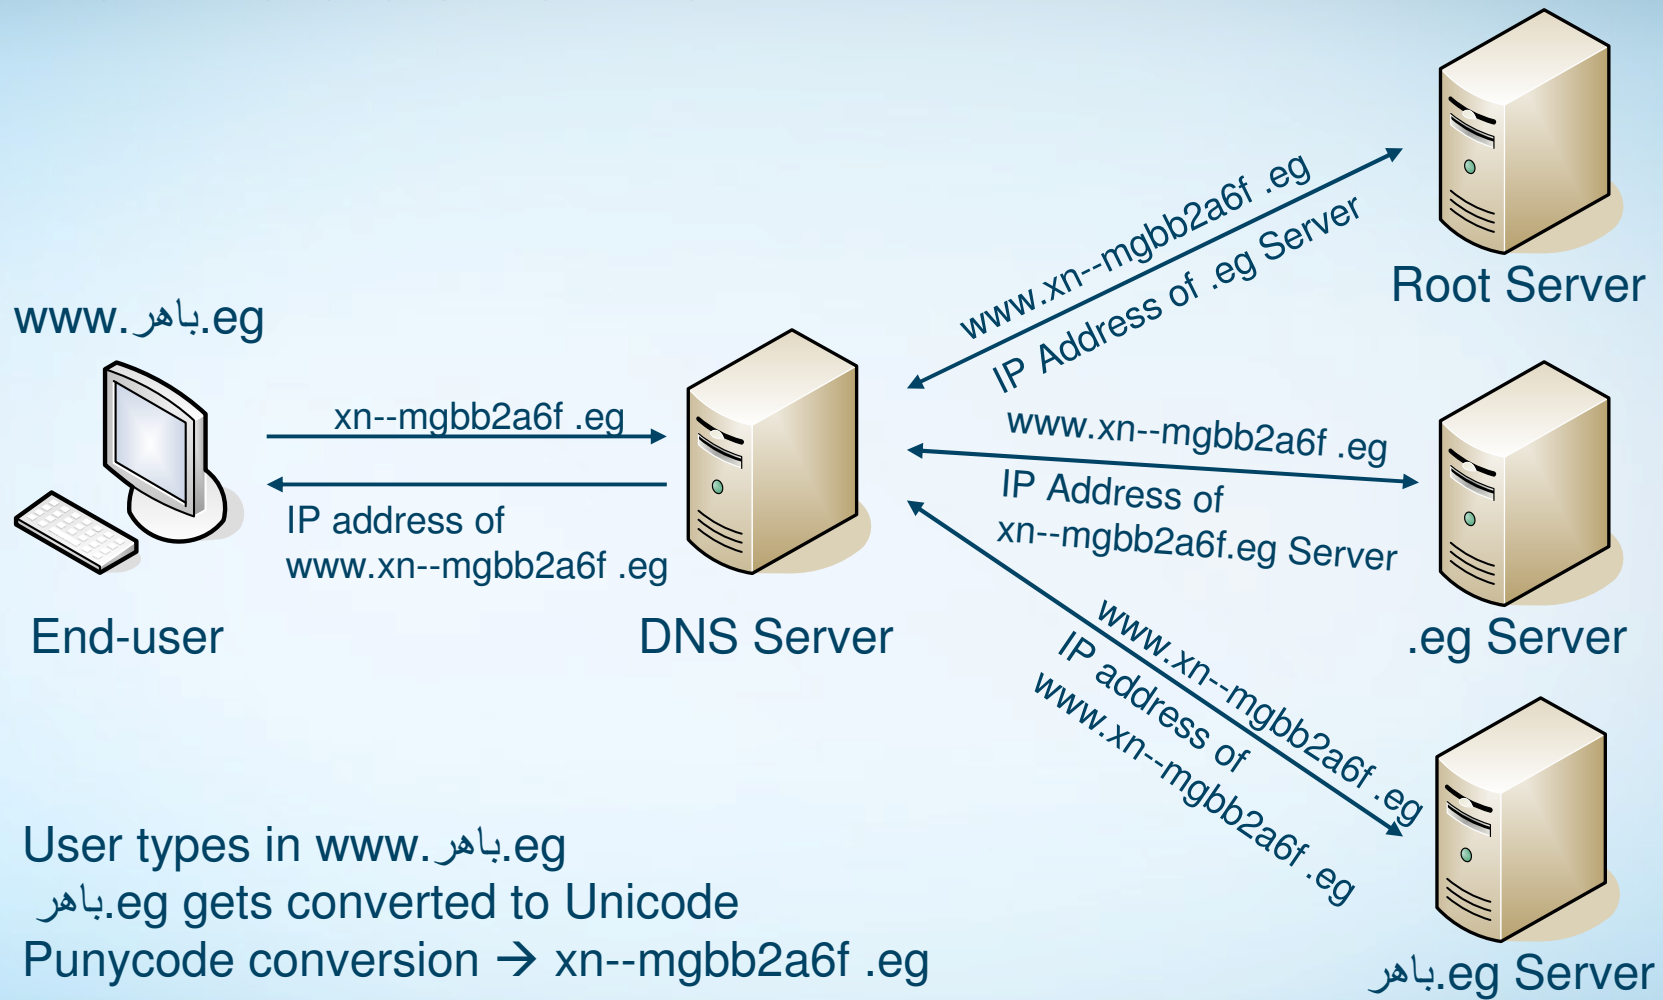 www.باهر.eg
xn--mgbb2a6f .eg
IP address of
www.xn--mgbb2a6f .eg
End-user
DNS Server
www.xn--mgbb2a6f .eg
IP Address of .eg Server
Root Server
www.xn--mgbb2a6f .eg
IP Address of
xn--mgbb2a6f.eg Server
.eg Server
www.xn--mgbb2a6f.eg
IP address of
www.xn--mgbb2a6f .eg
باهر.eg Server
User types in www.باهر.eg
باهر.eg gets converted to Unicode
Punycode conversion → xn--mgbb2a6f .eg